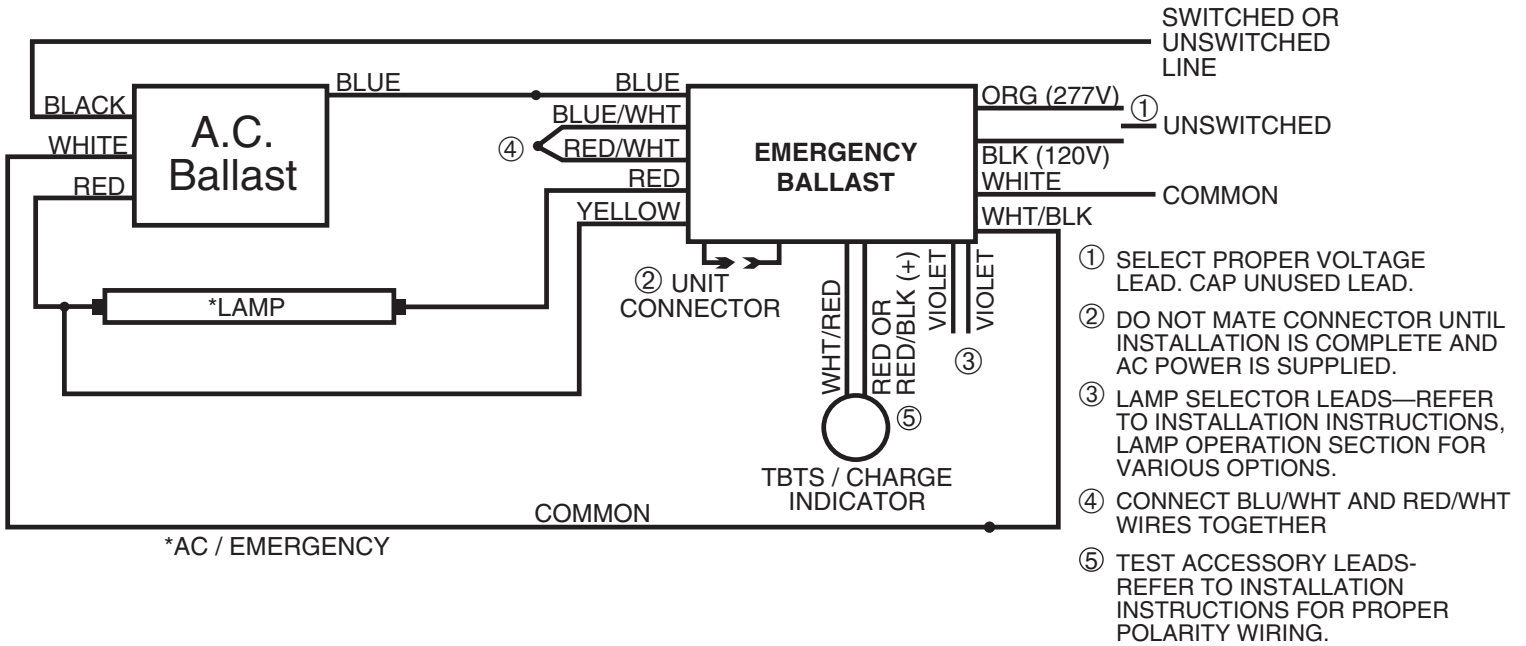 SWITCHED OR
UNSWITCHED
LINE
BLACK
WHITE
RED
A.C.
Ballast
BLUE
BLUE
BLUE/WHT
④
RED/WHT
RED
YELLOW
EMERGENCY
BALLAST
ORG (277V)
①
UNSWITCHED
BLK (120V)
WHITE
COMMON
WHT/BLK
*LAMP
② UNIT
CONNECTOR
WHT/RED
RED OR
RED/BLK (+)
VIOLET
VIOLET
③
⑤
TBTS / CHARGE
INDICATOR
COMMON
*AC / EMERGENCY
① SELECT PROPER VOLTAGE
LEAD. CAP UNUSED LEAD.
② DO NOT MATE CONNECTOR UNTIL
INSTALLATION IS COMPLETE AND
AC POWER IS SUPPLIED.
③ LAMP SELECTOR LEADS—REFER
TO INSTALLATION INSTRUCTIONS,
LAMP OPERATION SECTION FOR
VARIOUS OPTIONS.
④ CONNECT BLU/WHT AND RED/WHT
WIRES TOGETHER
⑤ TEST ACCESSORY LEADS-
REFER TO INSTALLATION
INSTRUCTIONS FOR PROPER
POLARITY WIRING.